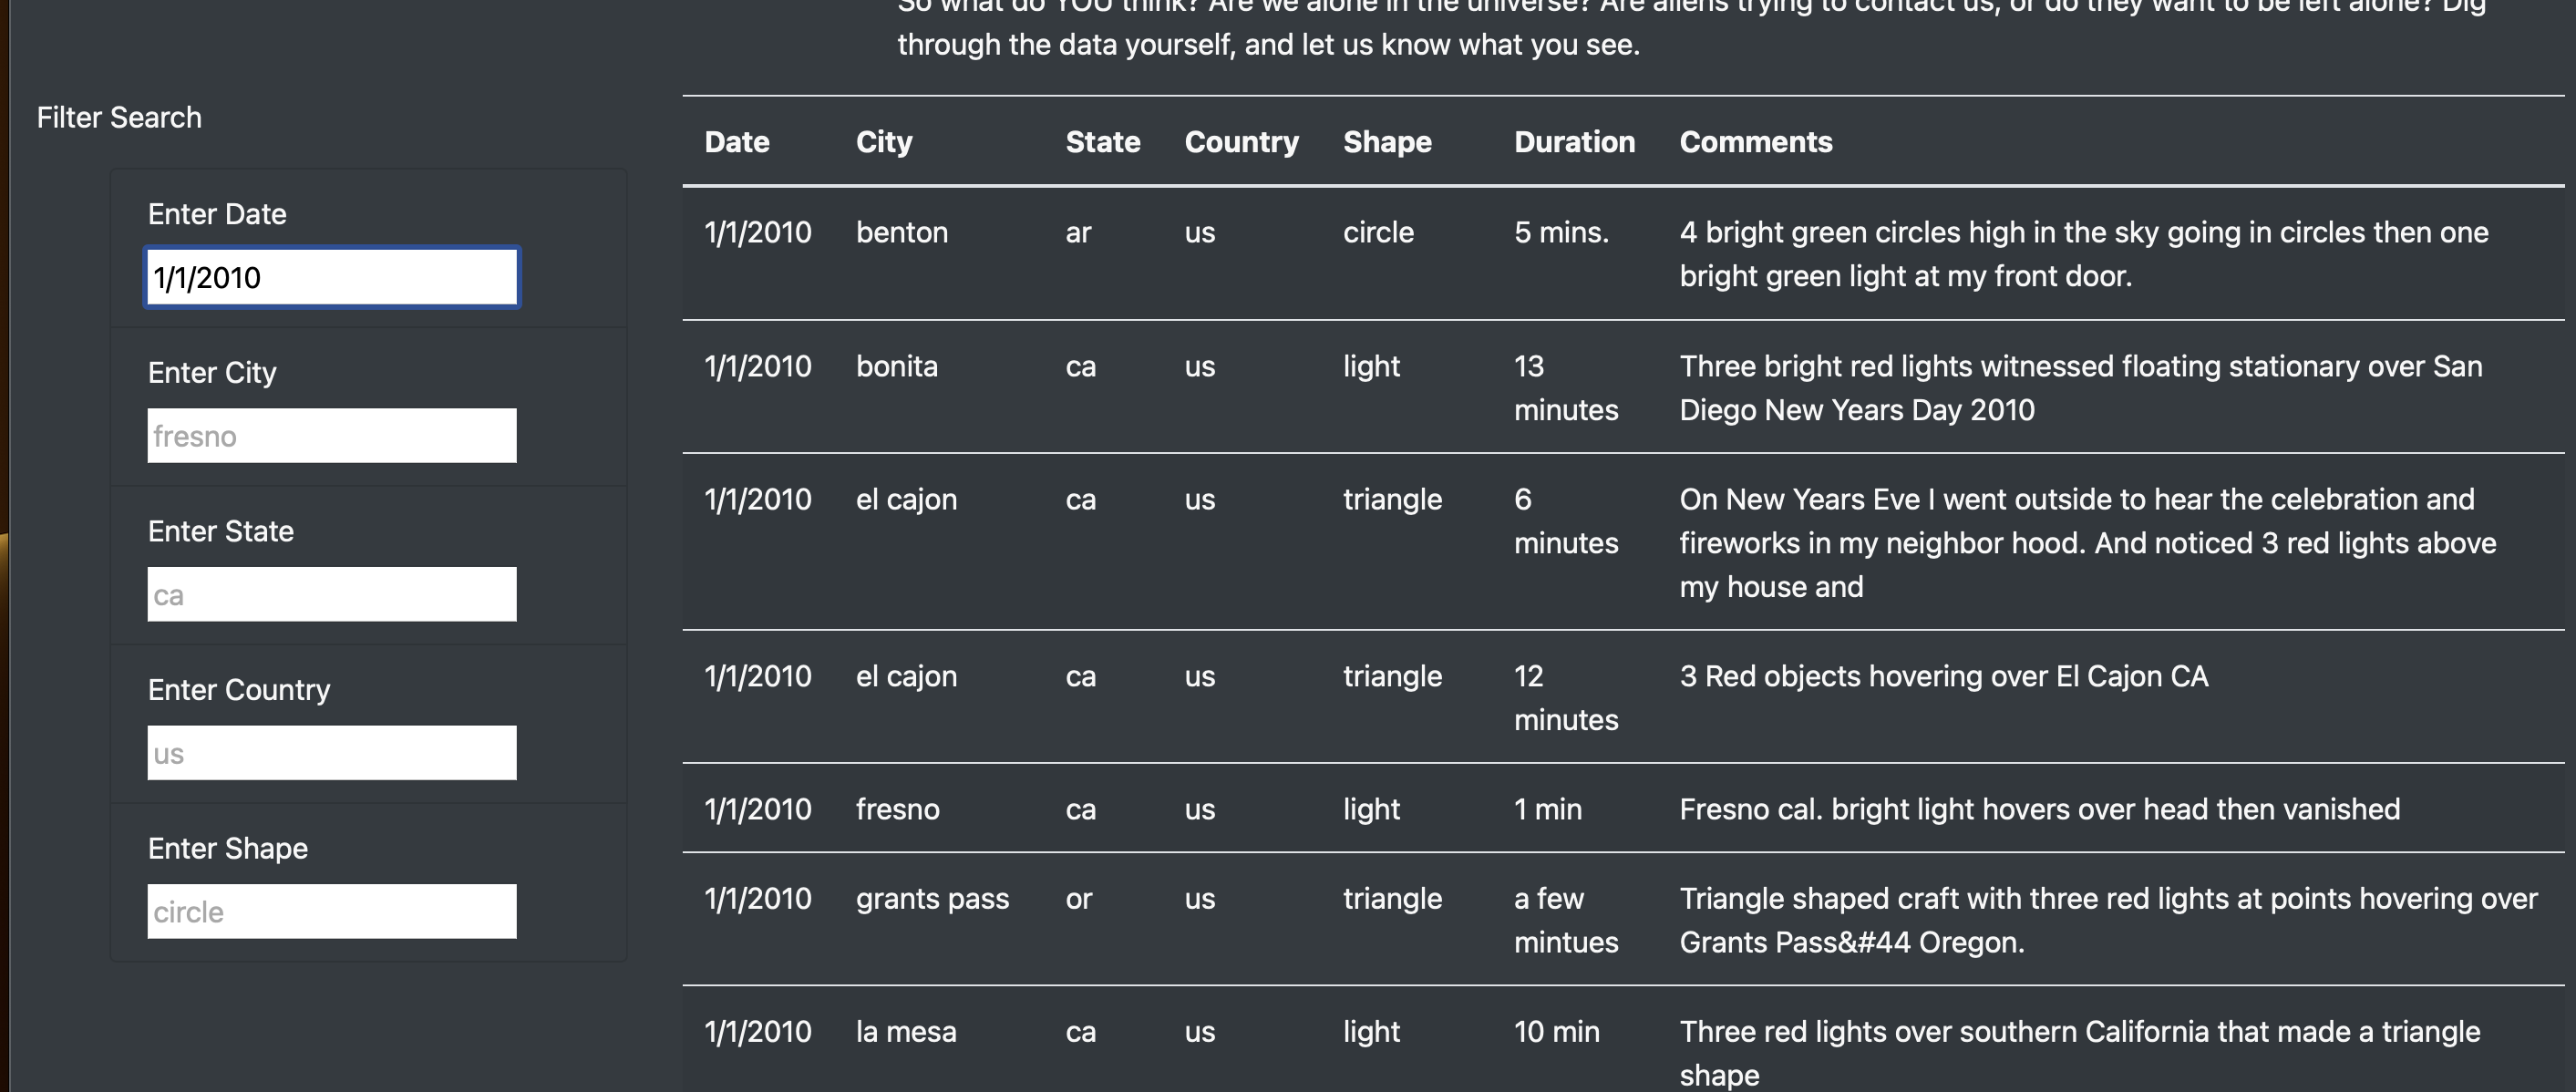 So what do YOU think? Are we alone in the universe? Are aliens trying to contact us, or do they want to be left alone? Dig
through the data yourself, and let us know what you see.
Filter Search
Enter Date
1/1/2010
Enter City
fresno
Enter State
ca
Enter Country
us
Enter Shape
circle
Date City State Country Shape Duration Comments
1/1/2010 benton ar us circle 5 mins. 4 bright green circles high in the sky going in circles then one
bright green light at my front door.
1/1/2010 bonita ca us light 13 Three bright red lights witnessed floating stationary over San
minutes Diego New Years Day 2010
1/1/2010 el cajon ca us triangle 6 On New Years Eve I went outside to hear the celebration and
minutes fireworks in my neighbor hood. And noticed 3 red lights above
my house and
1/1/2010 el cajon ca us triangle 12 3 Red objects hovering over El Cajon CA
minutes
1/1/2010 fresno ca us light 1 min Fresno cal. bright light hovers over head then vanished
1/1/2010 grants pass or us triangle a few Triangle shaped craft with three red lights at points hovering over
mintues Grants Pass&#44 Oregon.
1/1/2010 la mesa ca us light 10 min Three red lights over southern California that made a triangle
shape